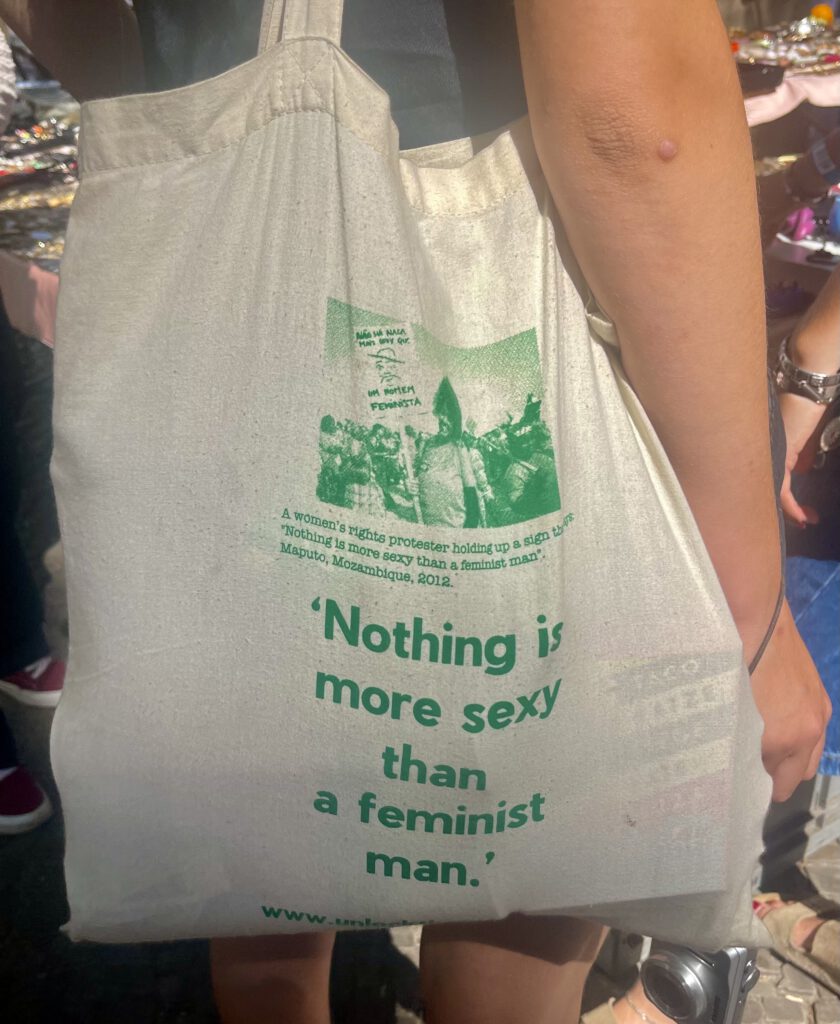 NÃO HÁ NADA
MAIS SEXY QUE
UM HOMEM
FEMINISTA
A women's rights protester holding up a sign
"Nothing is more sexy than a feminist man".
Maputo, Mozambique, 2012.
'Nothing is
more sexy
than
a feminist
man.'